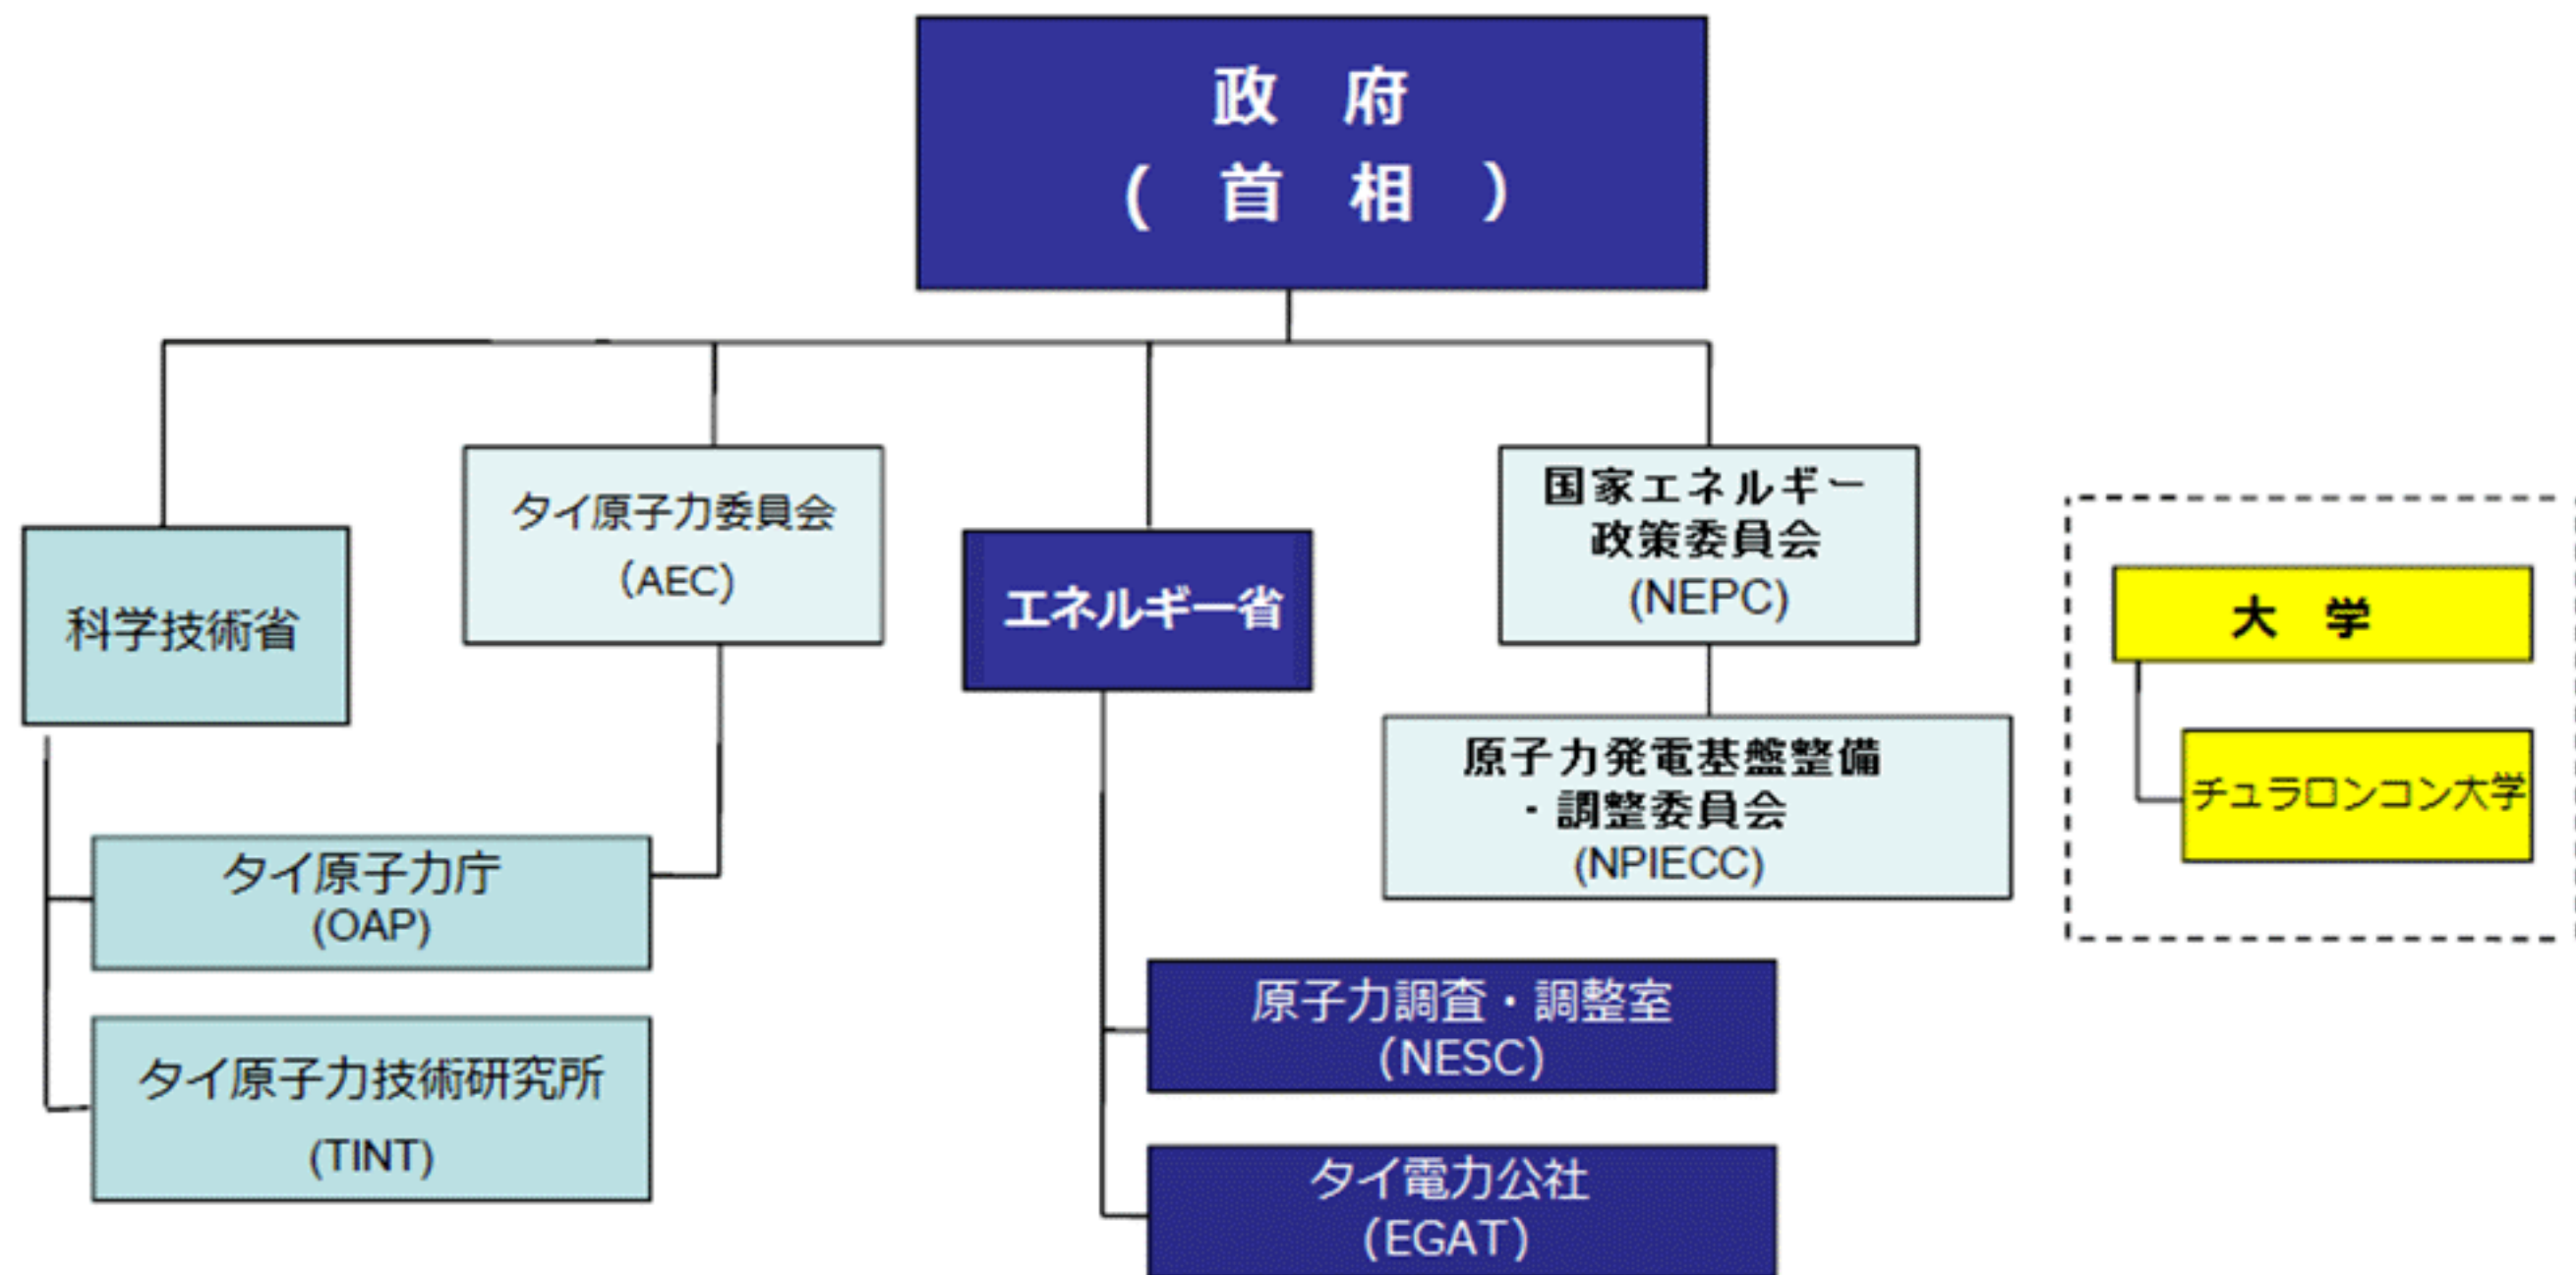 政　府
(　首　相　)
科学技術省
タイ原子力委員会
(AEC)
エネルギー省
国家エネルギー
政策委員会
(NEPC)
大　学
チュラロンコン大学
原子力発電基盤整備
・調整委員会
(NPIECC)
タイ原子力庁
(OAP)
タイ原子力技術研究所
(TINT)
原子力調査・調整室
(NESC)
タイ電力公社
(EGAT)